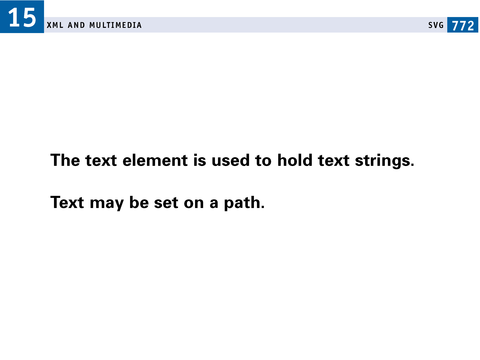 15
XML AND MULTIMEDIA
SVG 772
The text element is used to hold text strings.
Text may be set on a path.